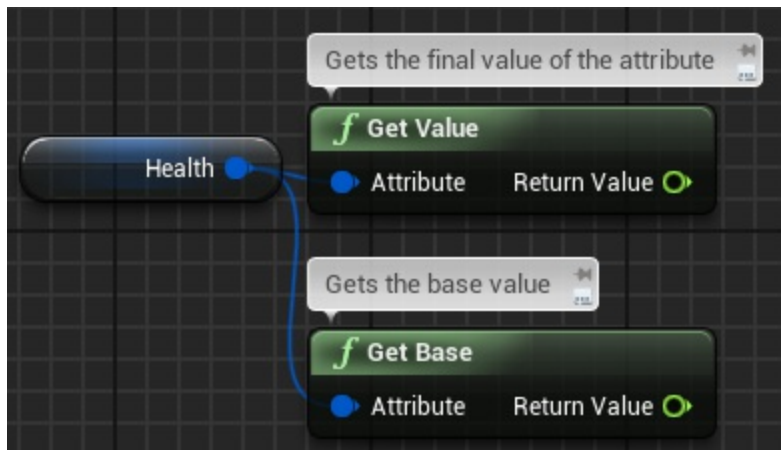 Gets the final value of the attribute
f Get Value
Health
Attribute Return Value
Gets the base value
f Get Base
Attribute Return Value